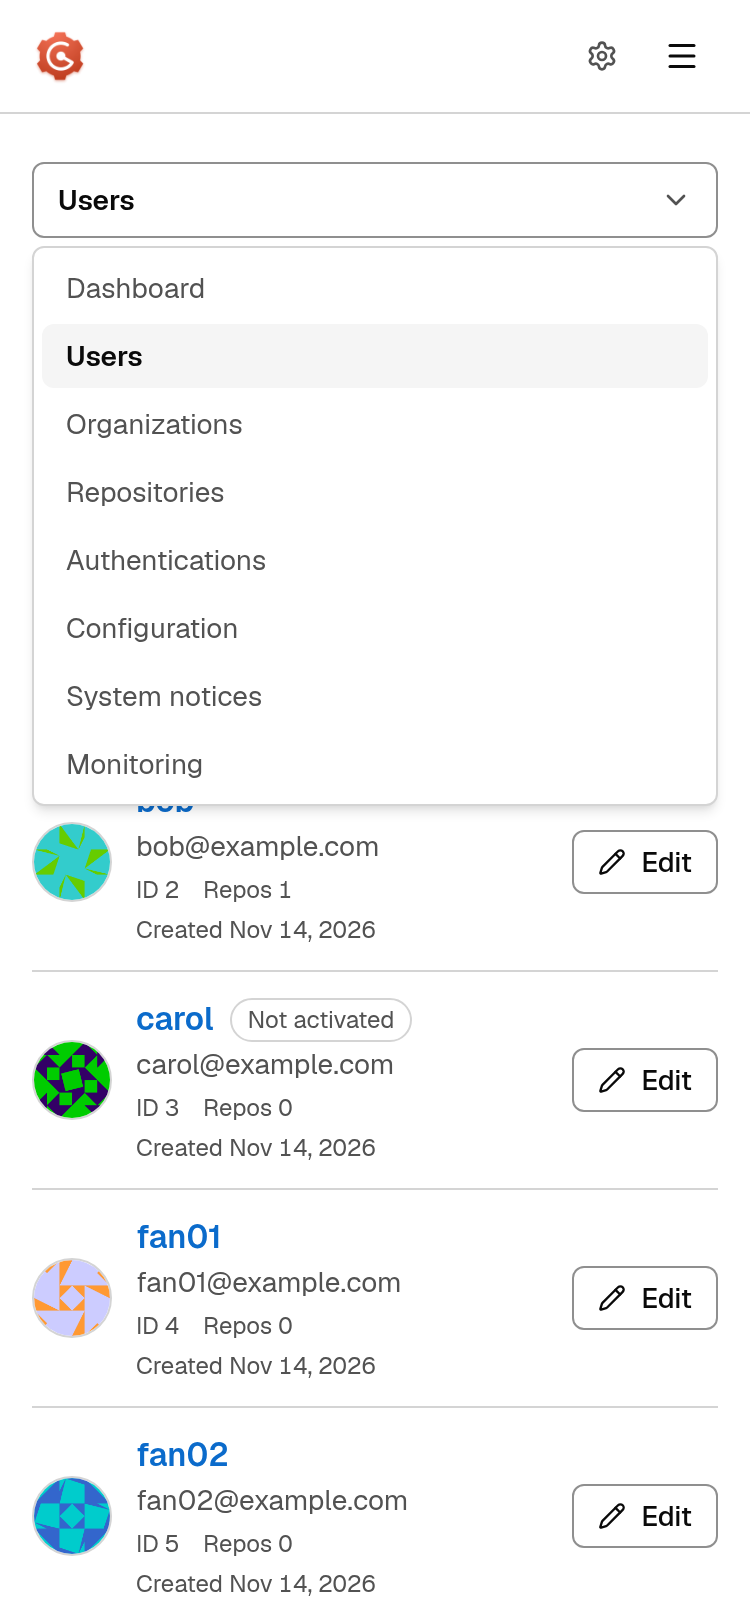 Users
Dashboard
Users
Organizations
Repositories
Authentications
Configuration
System notices
Monitoring
bob
bob@example.com
Edit
ID 2 Repos 1
Created Nov 14, 2026
carol Not activated
carol@example.com
Edit
ID 3 Repos 0
Created Nov 14, 2026
fan01
fan01@example.com
Edit
ID 4 Repos 0
Created Nov 14, 2026
fan02
fan02@example.com
Edit
ID 5 Repos 0
Created Nov 14, 2026